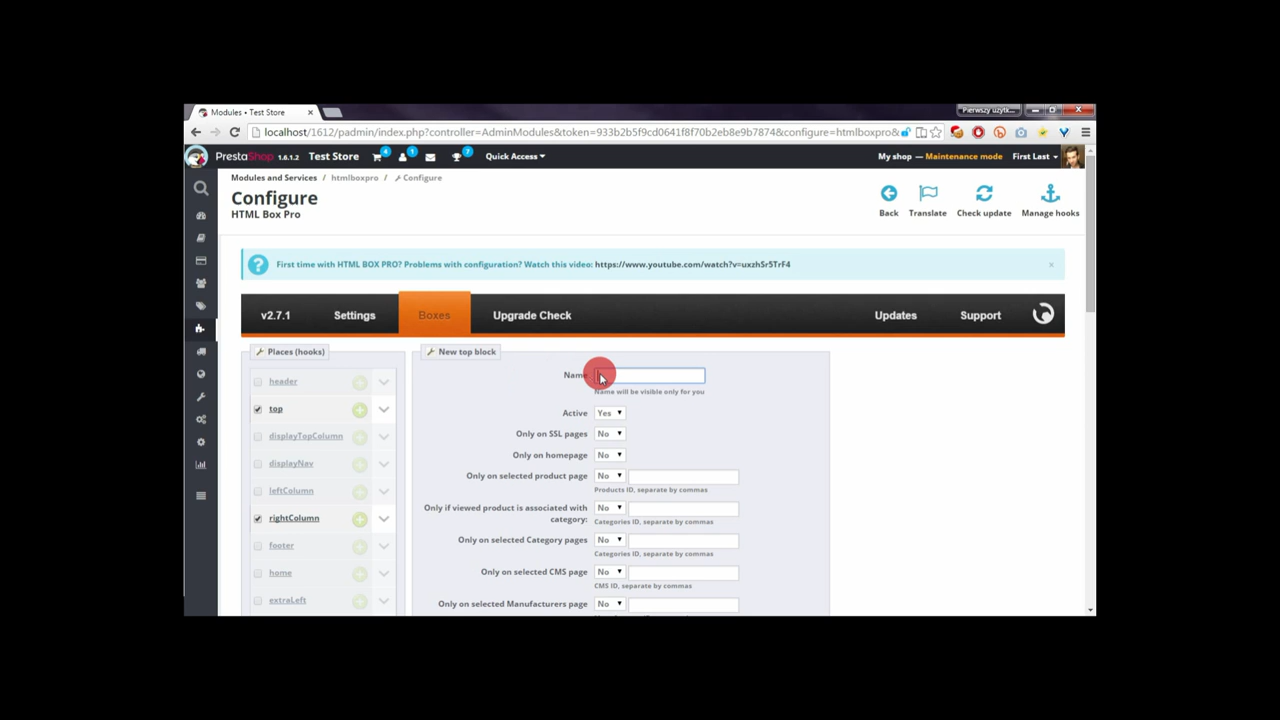 Modules • Test Store
Pierwszy użytk...
localhost/1612/padmin/index.php?controller=AdminModules&token=933b2b5f9cd0641f8f70b2eb8e9b7874&configure=htmlboxpro&
PrestaShop 1.6.1.2 Test Store 4 1 7 Quick Access My shop — Maintenance mode First Last
Modules and Services / htmlboxpro / Configure
Configure
HTML Box Pro
Back Translate Check update Manage hooks
First time with HTML BOX PRO? Problems with configuration? Watch this video: https://www.youtube.com/watch?v=uxzhSr5TrF4
v2.7.1 Settings Boxes Upgrade Check Updates Support
Places (hooks)
header
top
displayTopColumn
displayNav
leftColumn
rightColumn
footer
home
extraLeft
New top block
Name
Name will be visible only for you
Active Yes
Only on SSL pages No
Only on homepage No
Only on selected product page No
Products ID, separate by commas
Only if viewed product is associated with No
category:
Categories ID, separate by commas
Only on selected Category pages No
Categories ID, separate by commas
Only on selected CMS page No
CMS ID, separate by commas
Only on selected Manufacturers page No